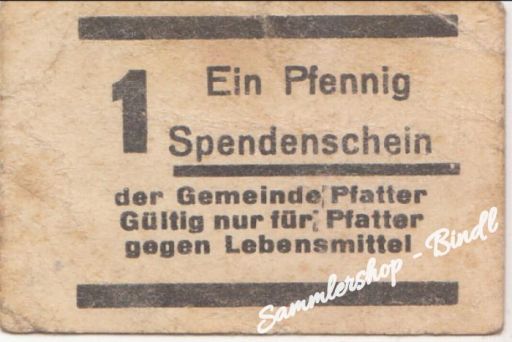 1
Ein Pfennig
Spendenschein
der Gemeinde Pfatter
Gültig nur für Pfatter
gegen Lebensmittel
Sammlershop - Bindl